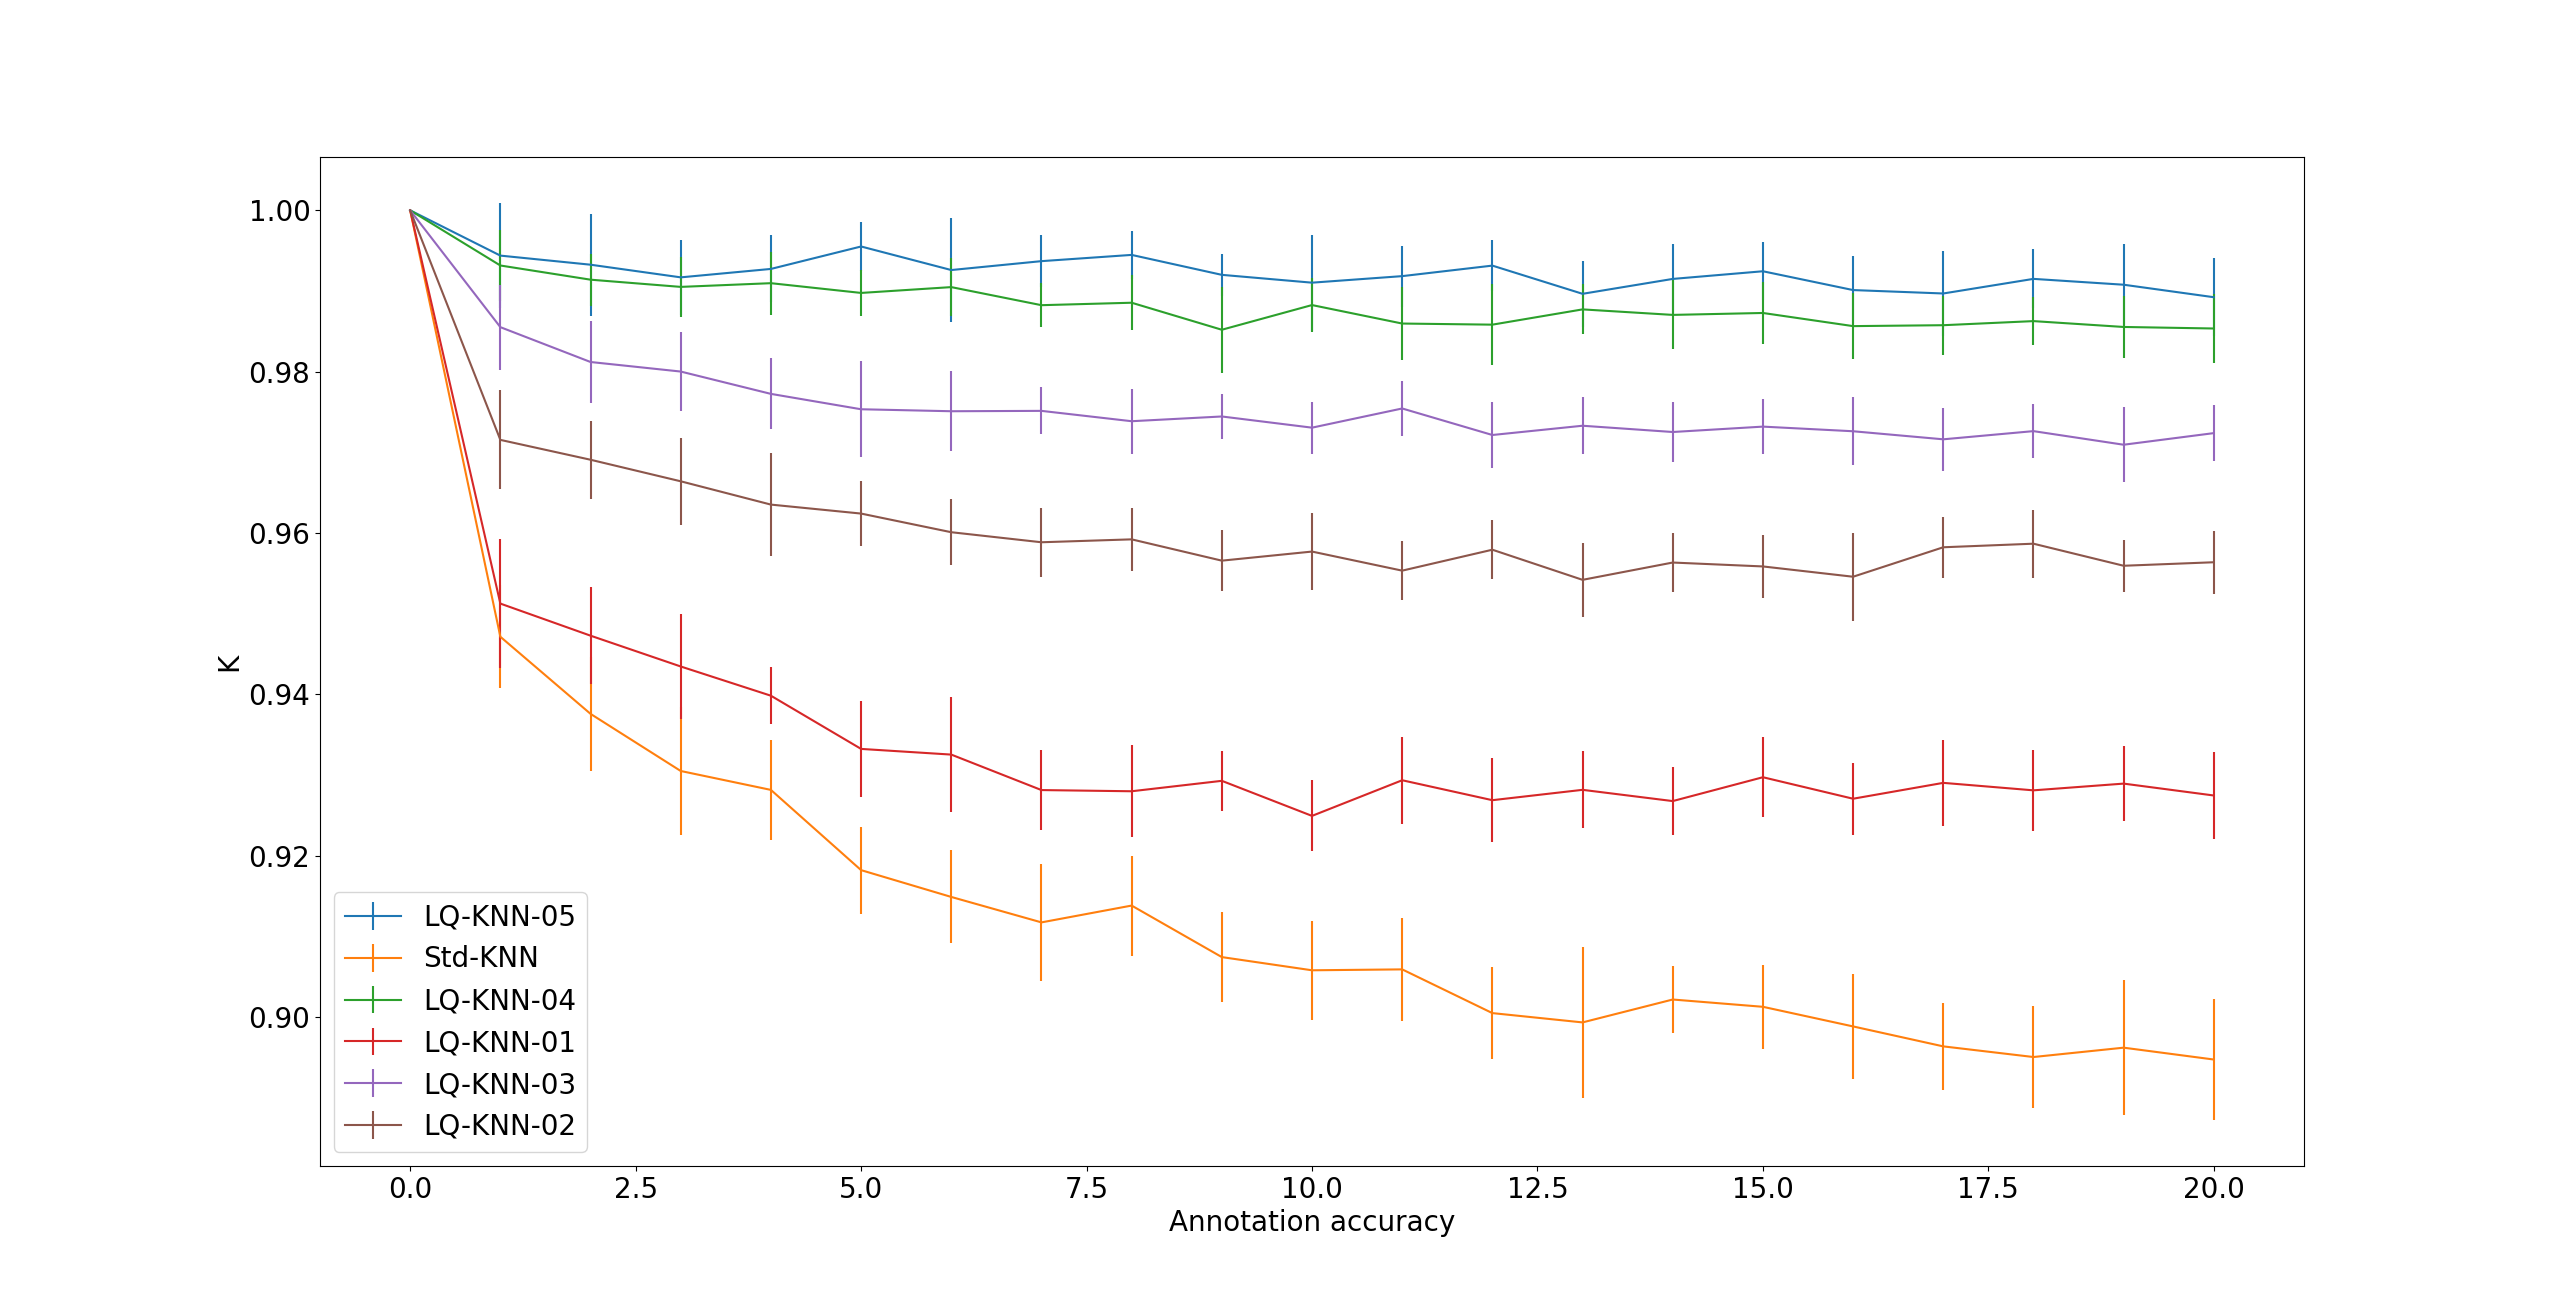 1.00
0.98
0.96
0.94
0.92
0.90
K
LQ-KNN-05
Std-KNN
LQ-KNN-04
LQ-KNN-01
LQ-KNN-03
LQ-KNN-02
0.0 2.5 5.0 7.5 10.0 12.5 15.0 17.5 20.0
Annotation accuracy